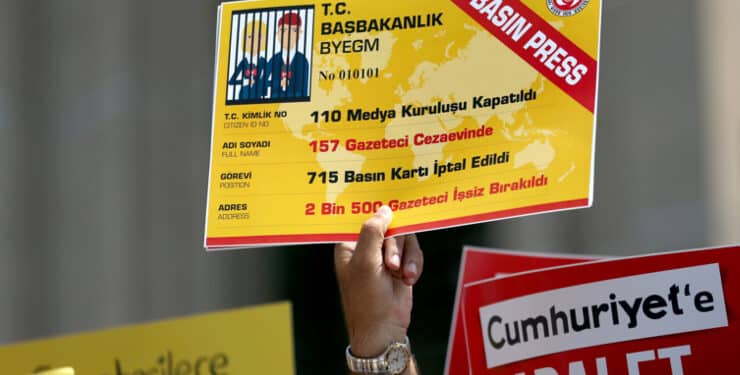 T.C.
BAŞBAKANLIK
BYEGM
No 010101
BASIN PRESS
T.C. KİMLİK NO
CITIZEN ID NO
110 Medya Kuruluşu Kapatıldı
ADI SOYADI
FULL NAME
157 Gazeteci Cezaevinde
GÖREVİ
POSITION
715 Basın Kartı İptal Edildi
ADRES
ADDRESS
2 Bin 500 Gazeteci İşsiz Bırakıldı
Cumhuriyet'e